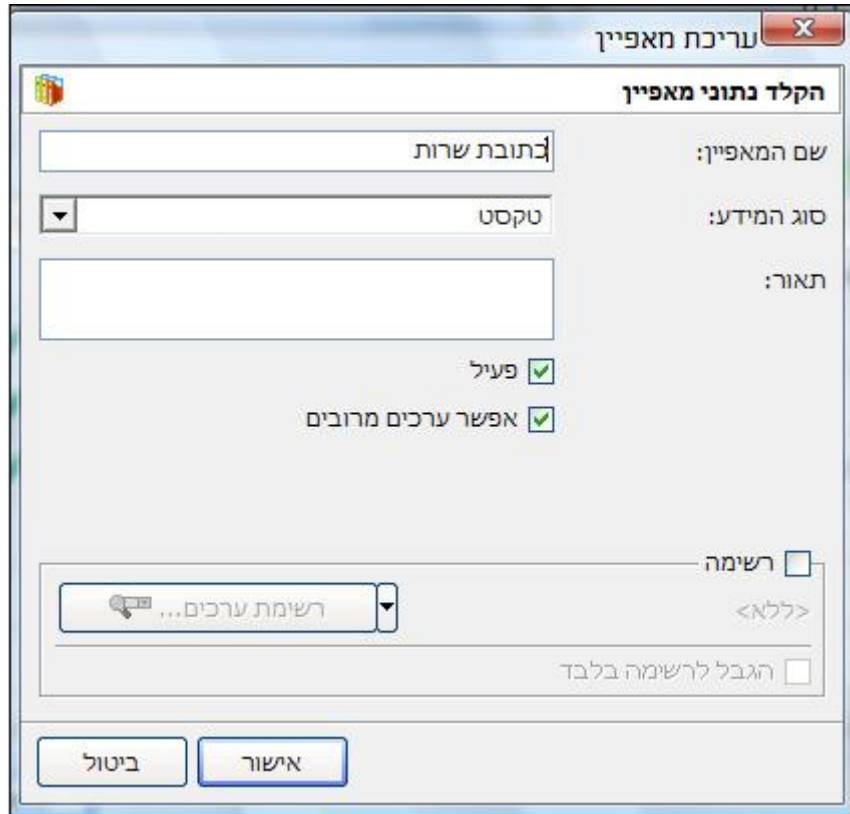 עריכת מאפיין
הקלד נתוני מאפיין
שם המאפיין: כתובת שרות
סוג המידע: טקסט
תאור:
פעיל
אפשר ערכים מרובים
רשימה
<ללא> רשימת ערכים...
הגבל לרשימה בלבד
אישור ביטול